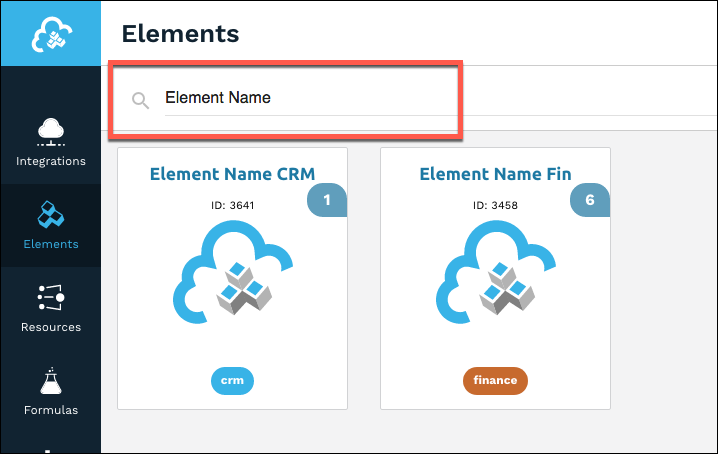 Elements
Element Name
Integrations
Elements
Resources
Formulas
Element Name CRM
ID: 3641
1
crm
Element Name Fin
ID: 3458
6
finance